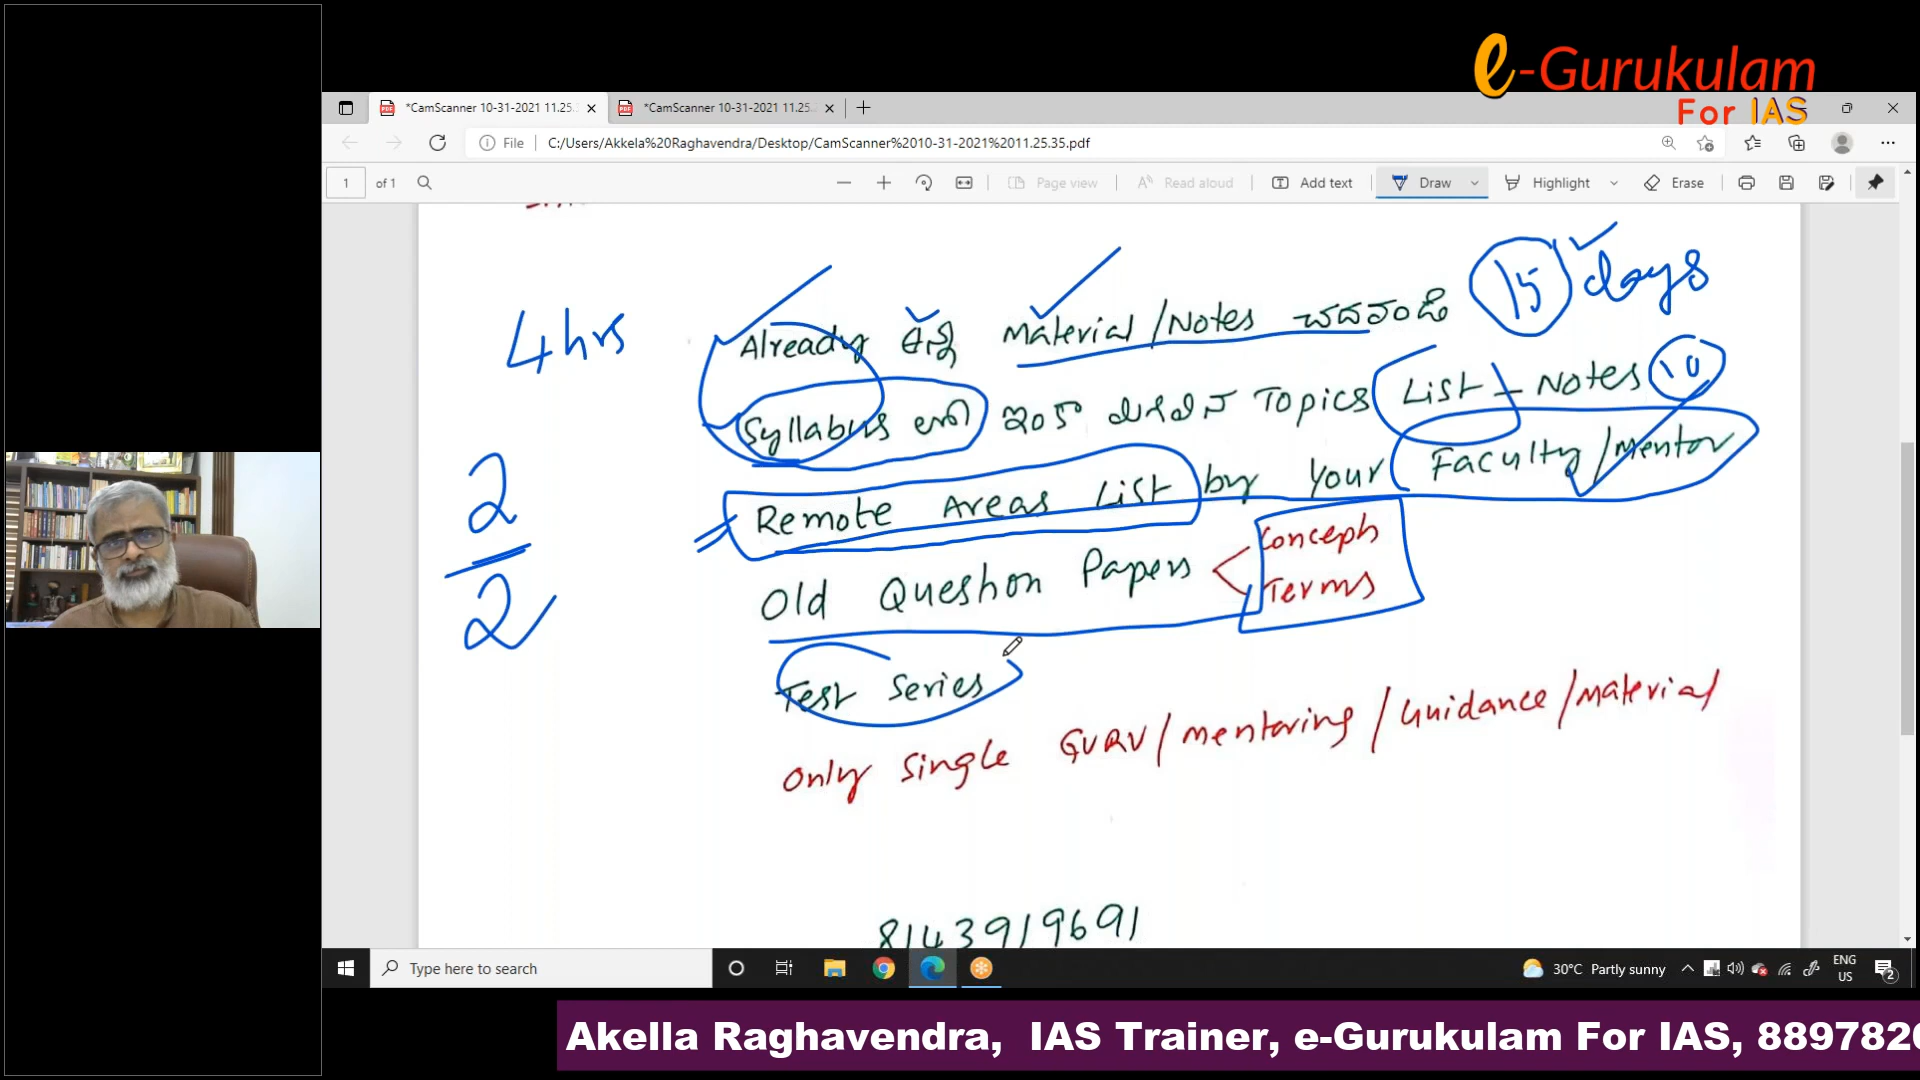 e-Gurukulam
For IAS
*CamScanner 10-31-2021 11.25.
*CamScanner 10-31-2021 11.25.
File
C:/Users/Akkela%20Raghavendra/Desktop/CamScanner%2010-31-2021%2011.25.35.pdf
1 of 1
Page view
Read aloud
Add text
Draw
Highlight
Erase
15 days
4 hrs
Already ఉన్న Material/Notes చదవండి
Syllabus లోని ఇంకా మిగిలిన Topics List - Notes 10
Remote Areas List by Your Faculty/Mentor
2
2
Old Question Papers
Concepts
Terms
Test Series
Only Single GURU/mentoring/Guidance/Material
8143919691
Type here to search
30°C Partly sunny
ENG
US
2
Akella Raghavendra, IAS Trainer, e-Gurukulam For IAS, 8897820